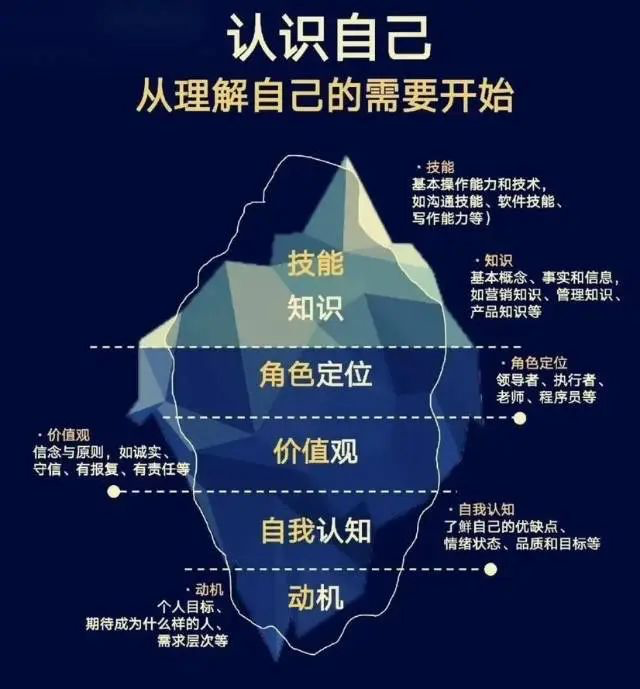 认识自己
从理解自己的需要开始
·技能
基本操作能力和技术，
如沟通技能、软件技能、
写作能力等）
技能
·知识
基本概念、事实和信息，
如营销知识、管理知识、
产品知识等
知识
角色定位
·角色定位
领导者、执行者、
老师、程序员等
·价值观
信念与原则，如诚实、
守信、有报复、有责任等
价值观
·自我认知
了鲜自己的优缺点、
情绪状态、品质和目标等
自我认知
·动机
个人目标、
期待成为什么样的人、
需求层次等
动机